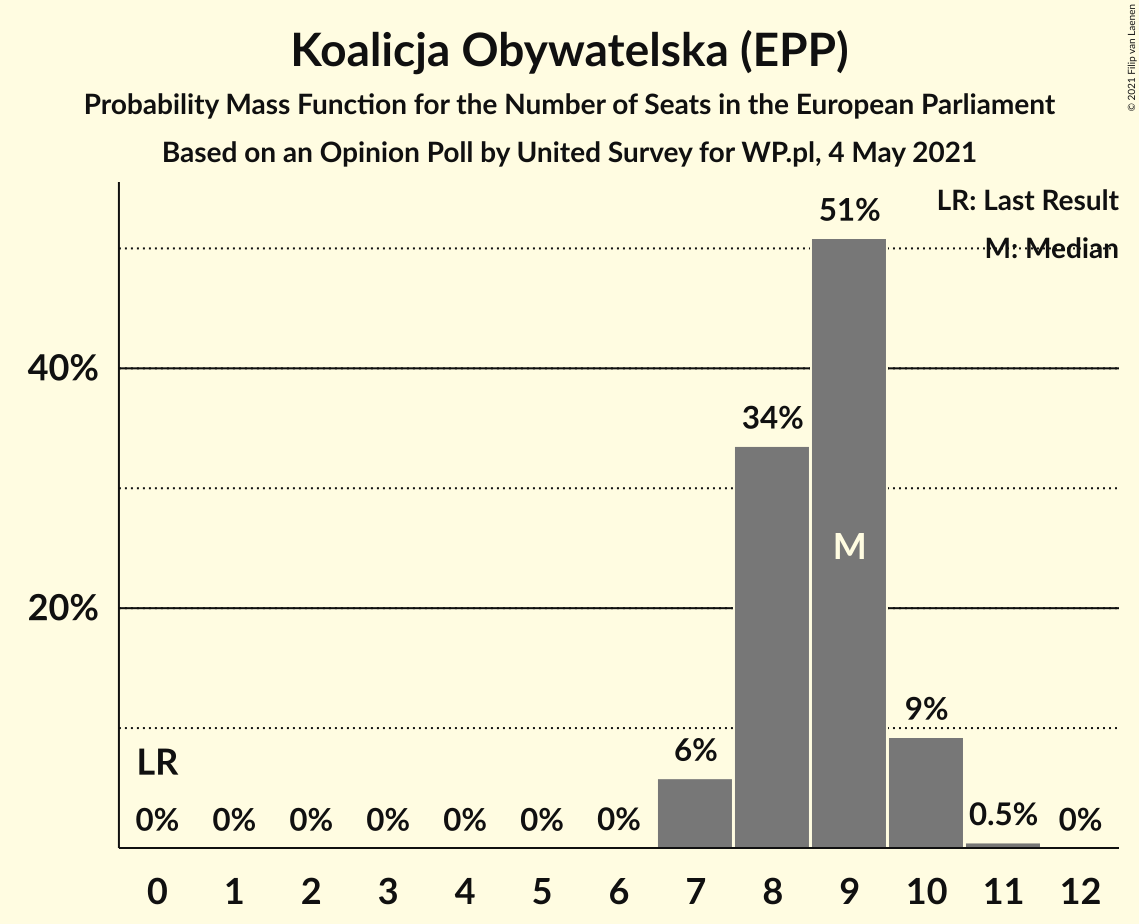 Koalicja Obywatelska (EPP)
Probability Mass Function for the Number of Seats in the European Parliament
Based on an Opinion Poll by United Survey for WP.pl, 4 May 2021
© 2021 Filip van Laenen
LR: Last Result
M: Median
51%
40%
34%
M
20%
9%
6%
LR
0% 0% 0% 0% 0% 0% 0% 0.5% 0%
0 1 2 3 4 5 6 7 8 9 10 11 12